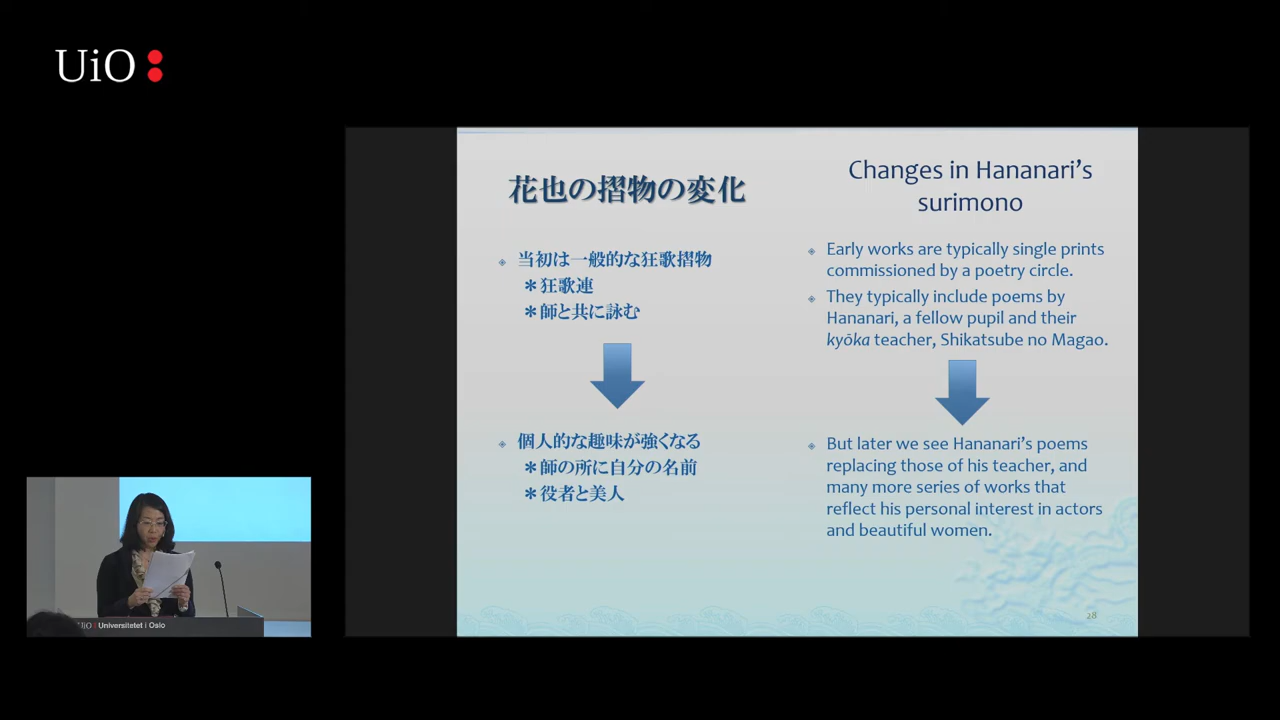 UiO:
花也の摺物の変化
当初は一般的な狂歌摺物
＊狂歌連
＊師と共に詠む
個人的な趣味が強くなる
＊師の所に自分の名前
＊役者と美人
Changes in Hananari’s
surimono
Early works are typically single prints
commissioned by a poetry circle.
They typically include poems by
Hananari, a fellow pupil and their
kyōka teacher, Shikatsube no Magao.
But later we see Hananari’s poems
replacing those of his teacher, and
many more series of works that
reflect his personal interest in actors
and beautiful women.
28
UiO: Universitetet i Oslo